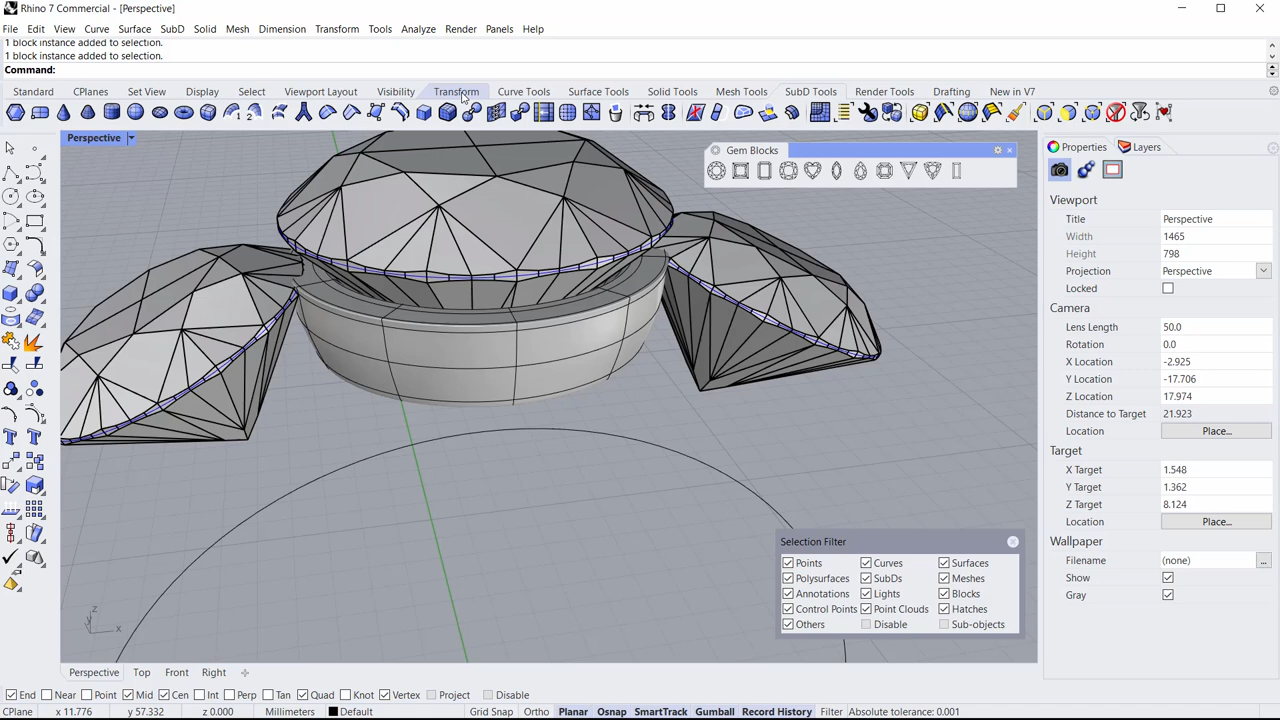 Rhino 7 Commercial - [Perspective]
File Edit View Curve Surface SubD Solid Mesh Dimension Transform Tools Analyze Render Panels Help
1 block instance added to selection.
1 block instance added to selection.
Command:
Standard CPlanes Set View Display Select Viewport Layout Visibility Transform Curve Tools Surface Tools Solid Tools Mesh Tools SubD Tools Render Tools Drafting New in V7
Perspective
Gem Blocks
Properties Layers
Viewport
Title Perspective
Width 1465
Height 798
Projection Perspective
Locked
Camera
Lens Length 50.0
Rotation 0.0
X Location -2.925
Y Location -17.706
Z Location 17.974
Distance to Target 21.923
Location Place...
Target
X Target 1.548
Y Target 1.362
Z Target 8.124
Location Place...
Wallpaper
Filename (none) ...
Show
Gray
Selection Filter
Points Curves Surfaces
Polysurfaces SubDs Meshes
Annotations Lights Blocks
Control Points Point Clouds Hatches
Others Disable Sub-objects
z
y
x
Perspective Top Front Right
End Near Point Mid Cen Int Perp Tan Quad Knot Vertex Project Disable
CPlane x 11.776 y 57.332 z 0.000 Millimeters Default Grid Snap Ortho Planar Osnap SmartTrack Gumball Record History Filter Absolute tolerance: 0.001